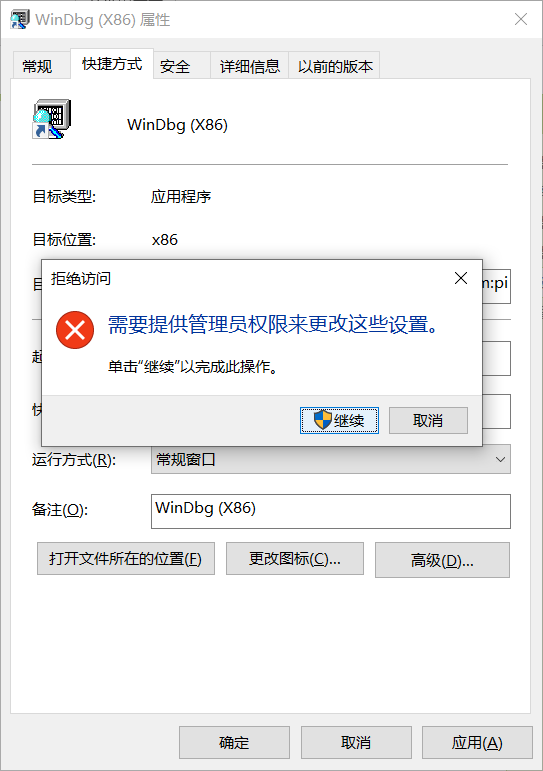 WinDbg (X86) 属性
常规 快捷方式 安全 详细信息 以前的版本
WinDbg (X86)
目标类型: 应用程序
目标位置: x86
m:pi
拒绝访问
需要提供管理员权限来更改这些设置。
单击“继续”以完成此操作。
继续 取消
运行方式(R): 常规窗口
备注(O): WinDbg (X86)
打开文件所在的位置(F) 更改图标(C)... 高级(D)...
确定 取消 应用(A)